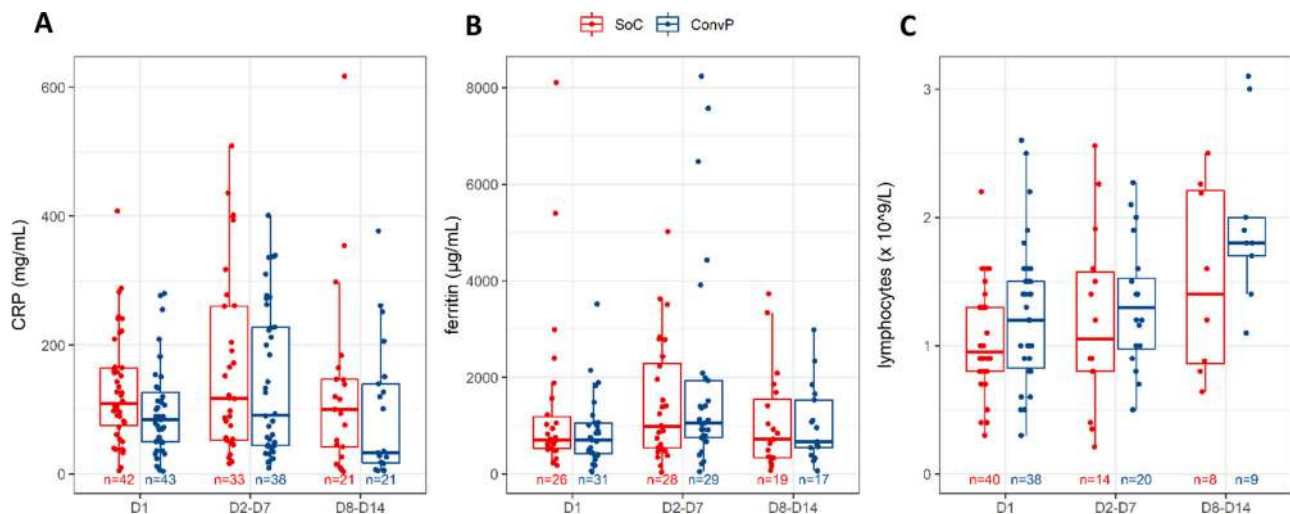 A
B
C
SoC
ConvP
CRP (mg/mL)
600
400
200
0
n=42
n=43
n=33
n=38
n=21
n=21
D1
D2-D7
D8-D14
ferritin (µg/mL)
8000
6000
4000
2000
0
n=26
n=31
n=28
n=29
n=19
n=17
D1
D2-D7
D8-D14
lymphocytes (x 10^9/L)
3
2
1
0
n=40
n=38
n=14
n=20
n=8
n=9
D1
D2-D7
D8-D14